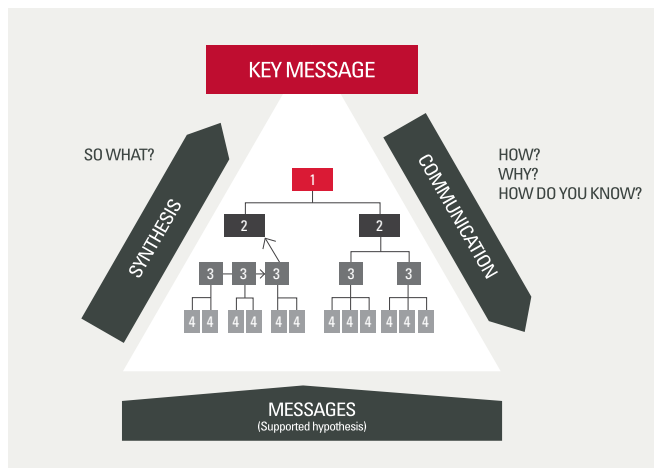 KEY MESSAGE
SO WHAT?
SYNTHESIS
COMMUNICATION
HOW?
WHY?
HOW DO YOU KNOW?
1
2 2
3 3 3 3 3
4 4 4 4 4 4 4 4 4 4 4 4
MESSAGES
(Supported hypothesis)